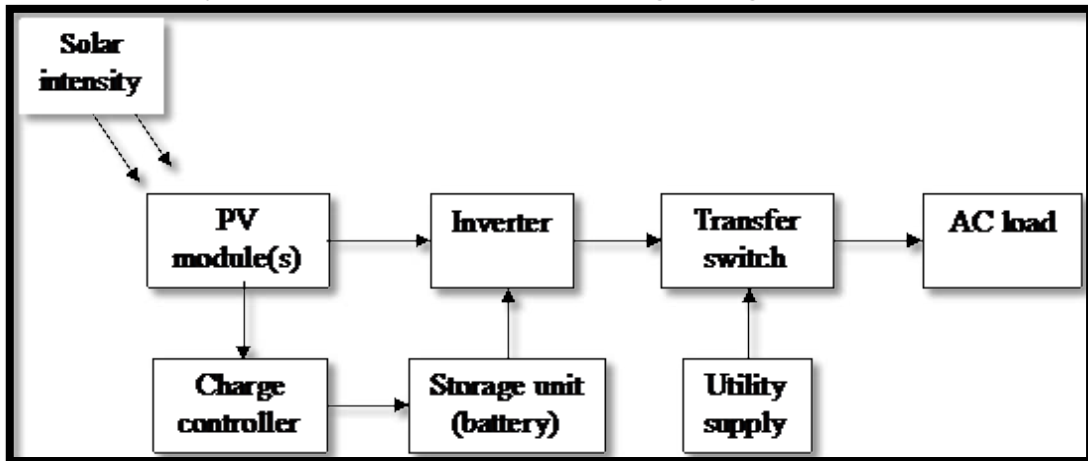 Solar
intensity
PV
module(s)
Inverter
Transfer
switch
AC load
Charge
controller
Storage unit
(battery)
Utility
supply